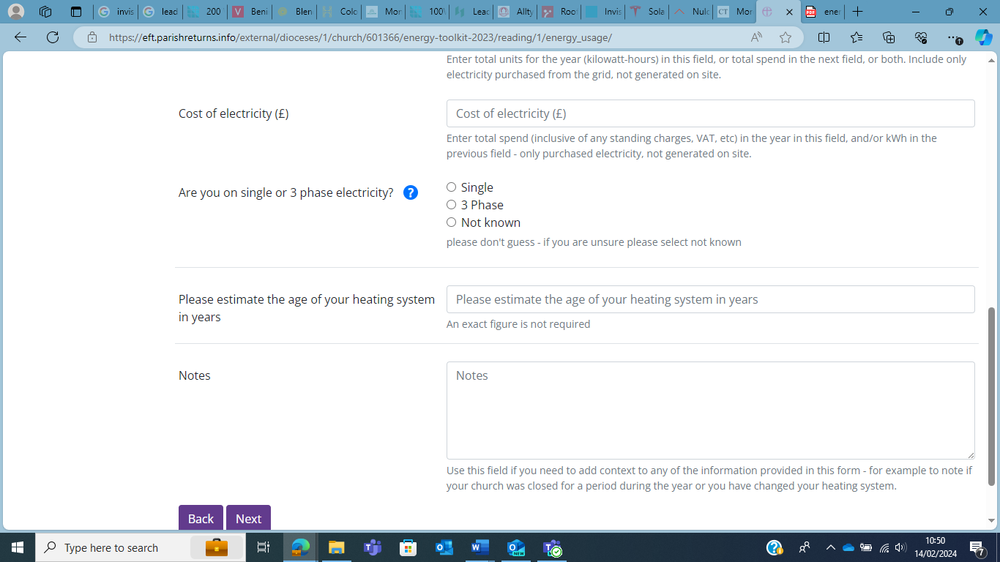 invis
lead
200
Beni
Blen
Colc
Mor
100\
Leac
Allty
Root
Invis
Sola
Nulc
CT Mor
ener
https://eft.parishreturns.info/external/dioceses/1/church/601366/energy-toolkit-2023/reading/1/energy_usage/
Enter total units for the year (kilowatt-hours) in this field, or total spend in the next field, or both. Include only
electricity purchased from the grid, not generated on site.
Cost of electricity (£)
Cost of electricity (£)
Enter total spend (inclusive of any standing charges, VAT, etc) in the year in this field, and/or kWh in the
previous field - only purchased electricity, not generated on site.
Are you on single or 3 phase electricity? ?
Single
3 Phase
Not known
please don't guess - if you are unsure please select not known
Please estimate the age of your heating system
in years
Please estimate the age of your heating system in years
An exact figure is not required
Notes
Notes
Use this field if you need to add context to any of the information provided in this form - for example to note if
your church was closed for a period during the year or you have changed your heating system.
Back
Next
Type here to search
10:50
14/02/2024
7